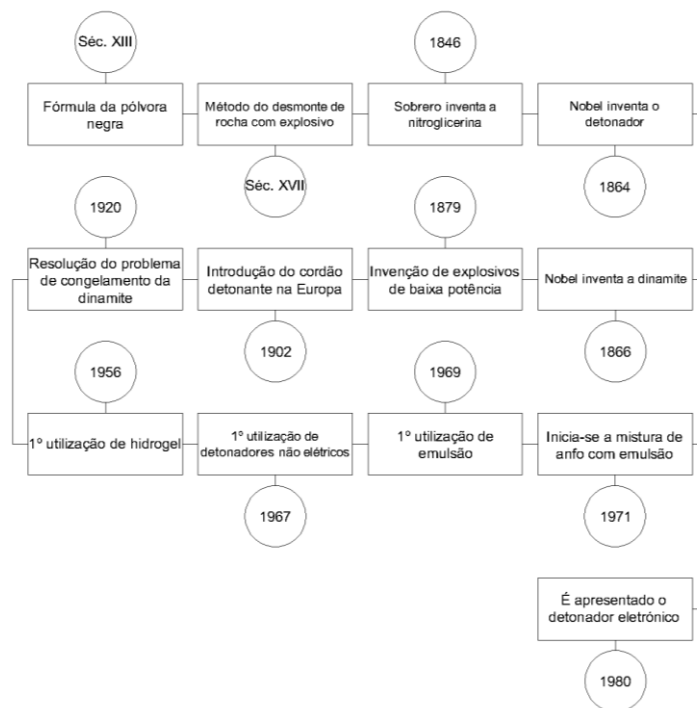 Séc. XIII
1846
Fórmula da pólvora
negra
Método do desmonte de
rocha com explosivo
Sobrero inventa a
nitroglicerina
Nobel inventa o
detonador
Séc. XVII
1864
1920
1879
Resolução do problema
de congelamento da
dinamite
Introdução do cordão
detonante na Europa
Invenção de explosivos
de baixa potência
Nobel inventa a dinamite
1902
1866
1956
1969
1º utilização de hidrogel
1º utilização de
detonadores não elétricos
1º utilização de
emulsão
Inicia-se a mistura de
anfo com emulsão
1967
1971
É apresentado o
detonador eletrónico
1980